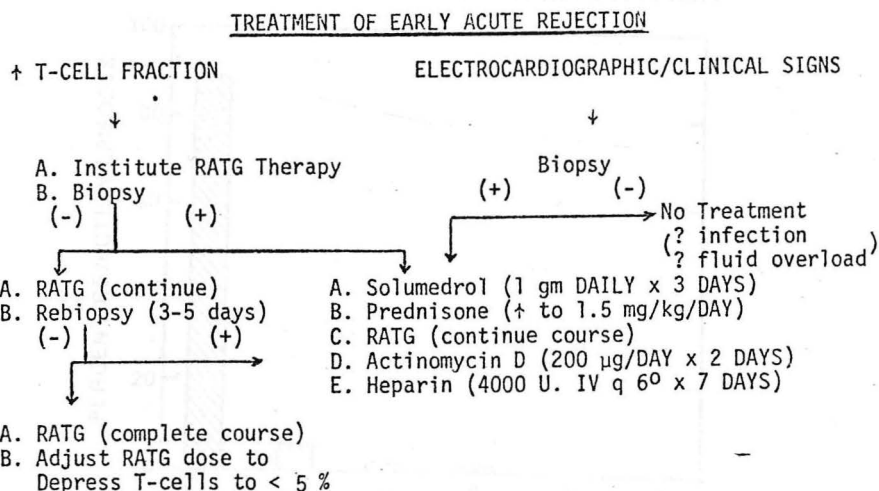 TREATMENT OF EARLY ACUTE REJECTION
↑ T-CELL FRACTION
ELECTROCARDIOGRAPHIC/CLINICAL SIGNS
A. Institute RATG Therapy
B. Biopsy
(-) (+)
Biopsy
(+) (-)
No Treatment
(? infection
? fluid overload)
A. RATG (continue)
B. Rebiopsy (3-5 days)
(-) (+)
A. Solumedrol (1 gm DAILY x 3 DAYS)
B. Prednisone (↑ to 1.5 mg/kg/DAY)
C. RATG (continue course)
D. Actinomycin D (200 µg/DAY x 2 DAYS)
E. Heparin (4000 U. IV q 6º x 7 DAYS)
A. RATG (complete course)
B. Adjust RATG dose to
Depress T-cells to < 5 %